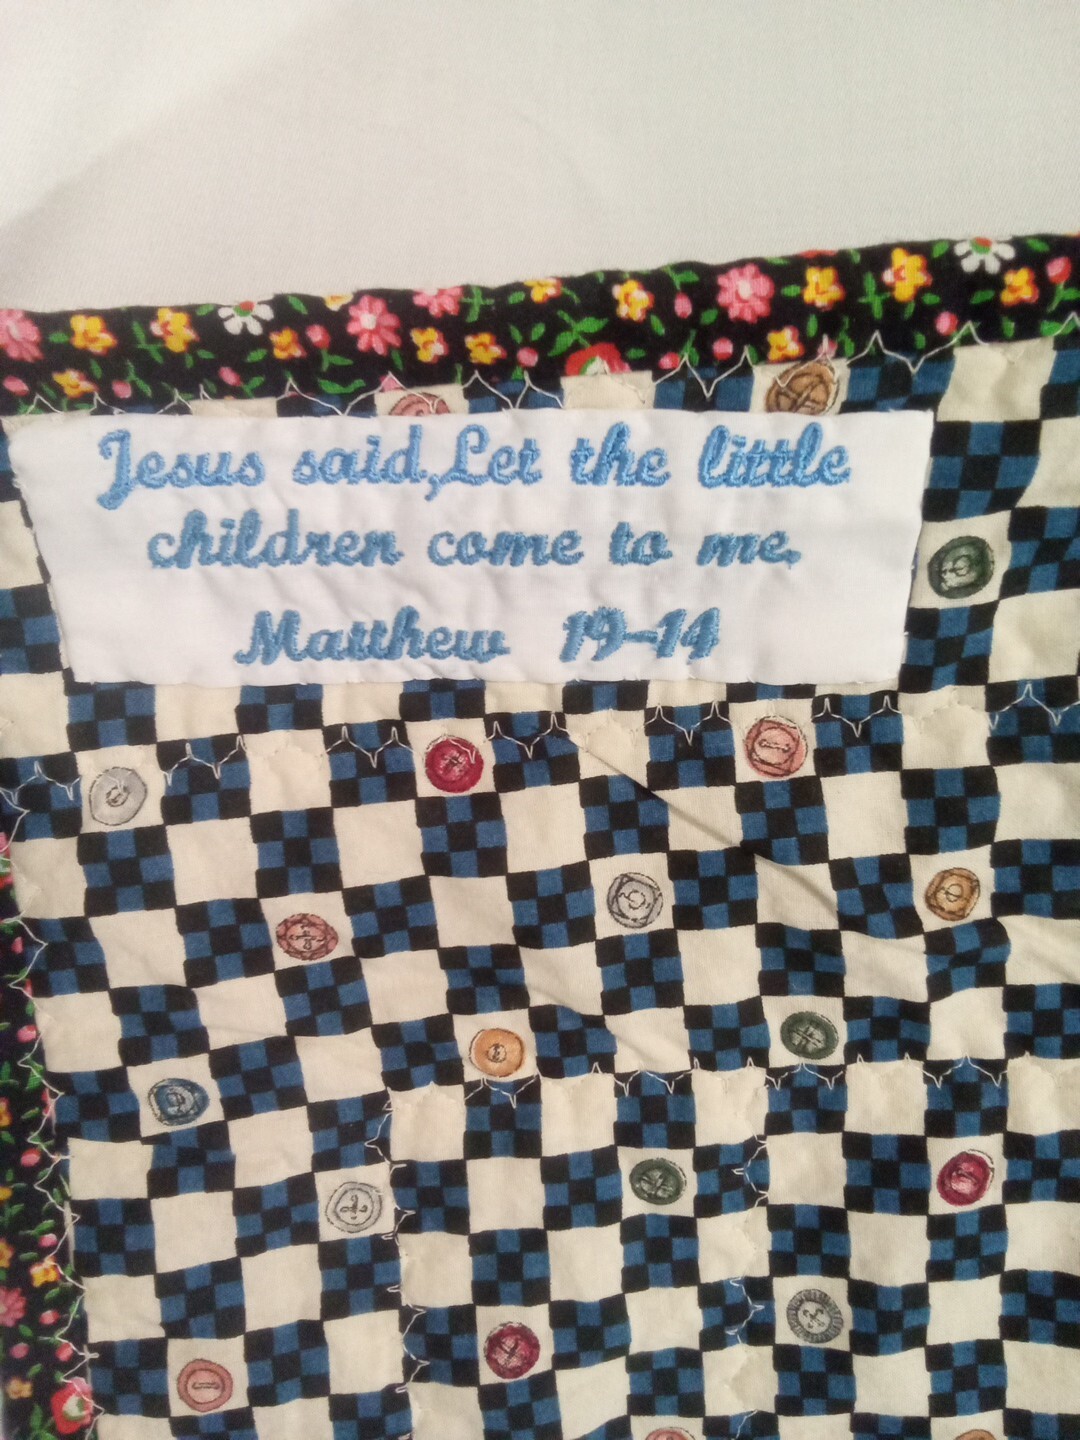 Jesus said,Let the little
children come to me.
Matthew 19-14